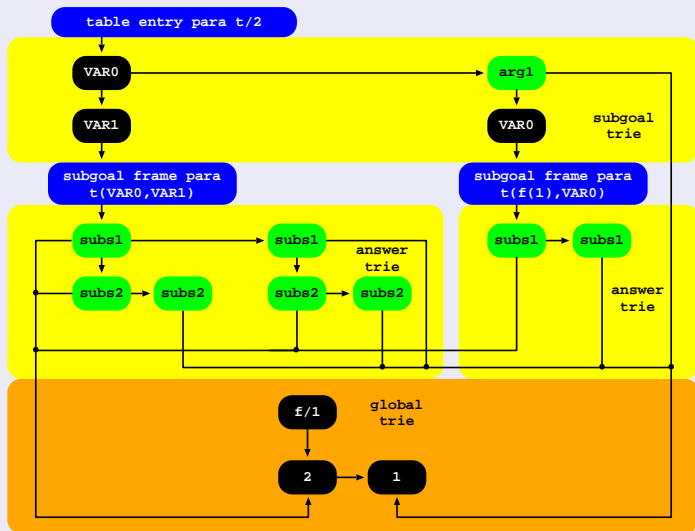 table entry para t/2
VAR0
arg1
VAR1
VAR0
subgoal
trie
subgoal frame para
t(VAR0,VAR1)
subgoal frame para
t(f(1),VAR0)
subs1
subs1
subs1
subs1
answer
trie
subs2
subs2
subs2
subs2
answer
trie
f/1
global
trie
2
1